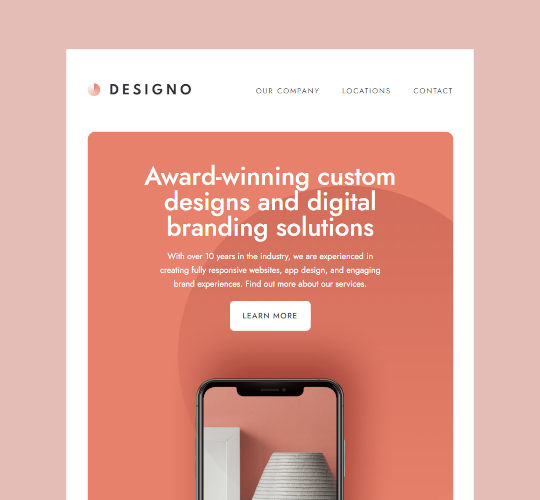 DESIGNO
OUR COMPANY LOCATIONS CONTACT
Award-winning custom
designs and digital
branding solutions
With over 10 years in the industry, we are experienced in
creating fully responsive websites, app design, and engaging
brand experiences. Find out more about our services.
LEARN MORE